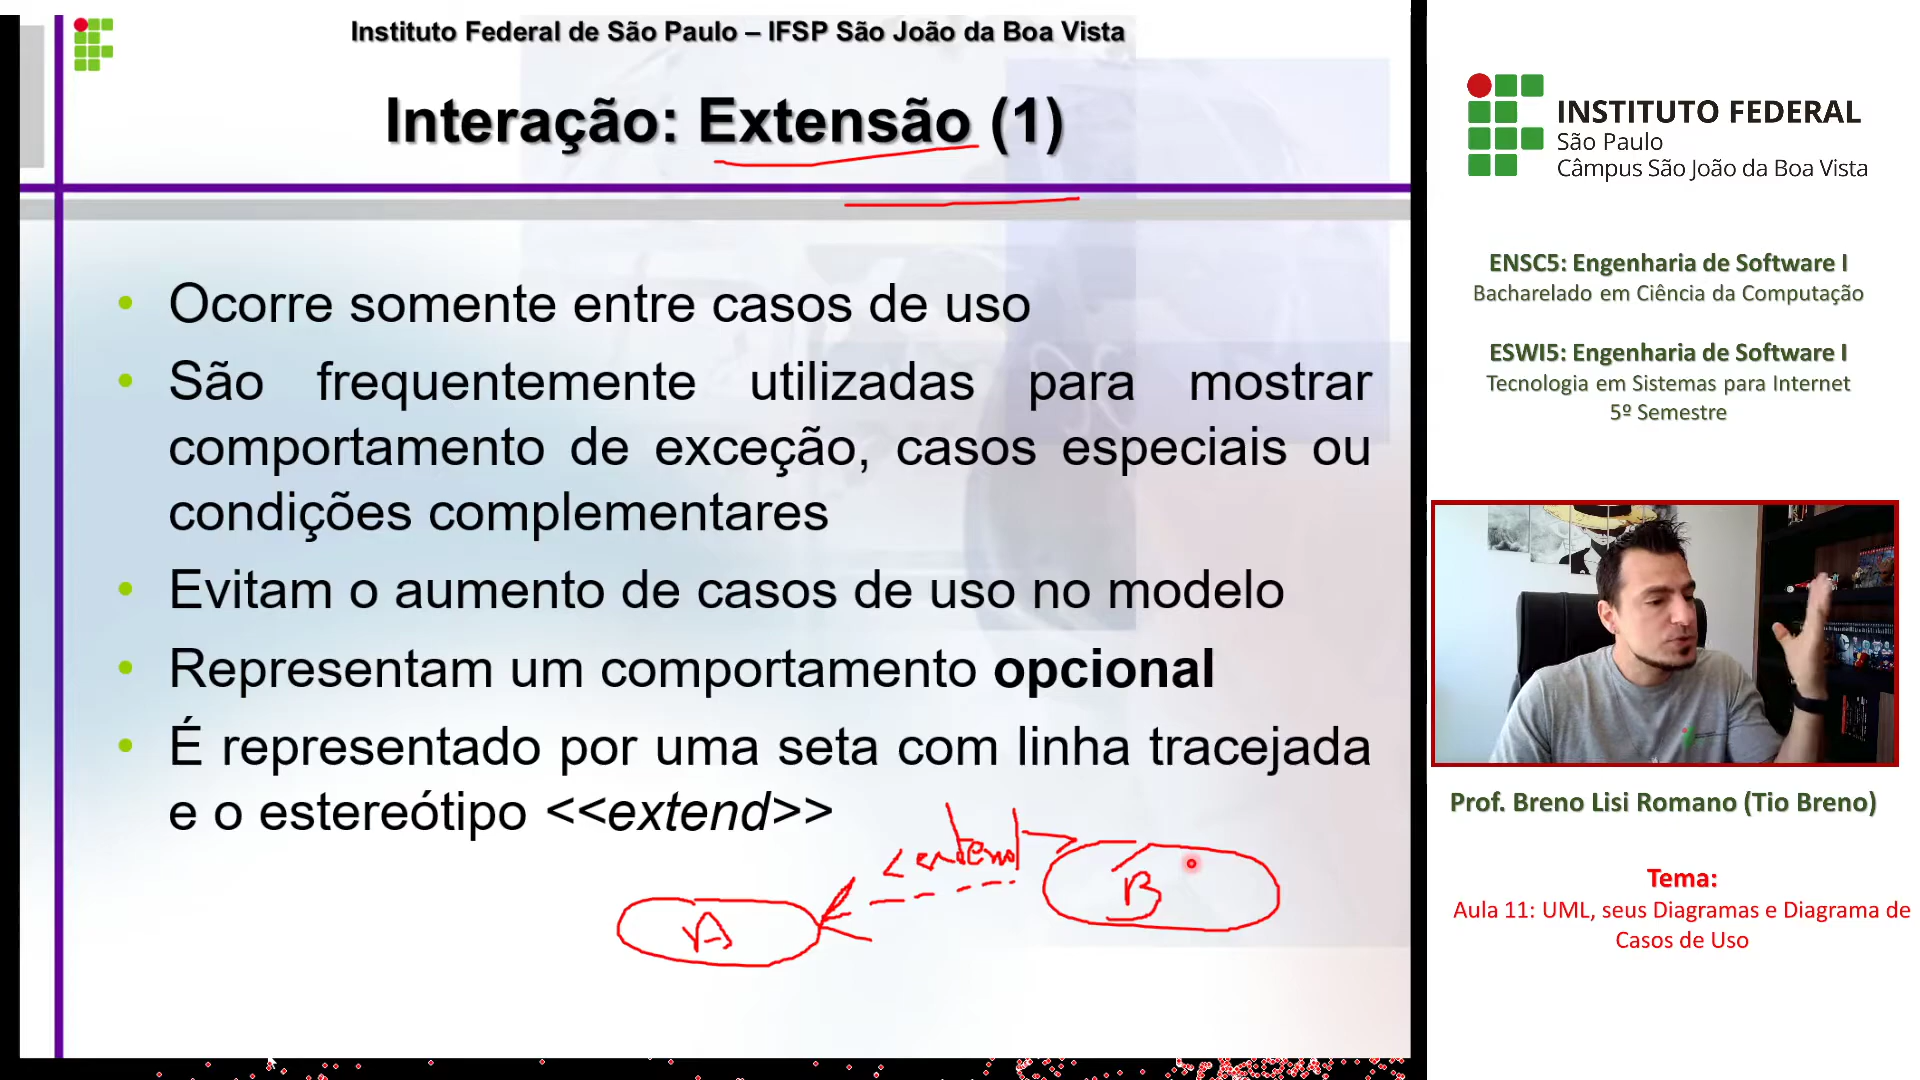 Instituto Federal de São Paulo – IFSP São João da Boa Vista
Interação: Extensão (1)
• Ocorre somente entre casos de uso
• São frequentemente utilizadas para mostrar
comportamento de exceção, casos especiais ou
condições complementares
• Evitam o aumento de casos de uso no modelo
• Representam um comportamento opcional
• É representado por uma seta com linha tracejada
e o estereótipo <<extend>>
<extend>
A
B
INSTITUTO FEDERAL
São Paulo
Câmpus São João da Boa Vista
ENSC5: Engenharia de Software I
Bacharelado em Ciência da Computação
ESWI5: Engenharia de Software I
Tecnologia em Sistemas para Internet
5º Semestre
Prof. Breno Lisi Romano (Tio Breno)
Tema:
Aula 11: UML, seus Diagramas e Diagrama de
Casos de Uso